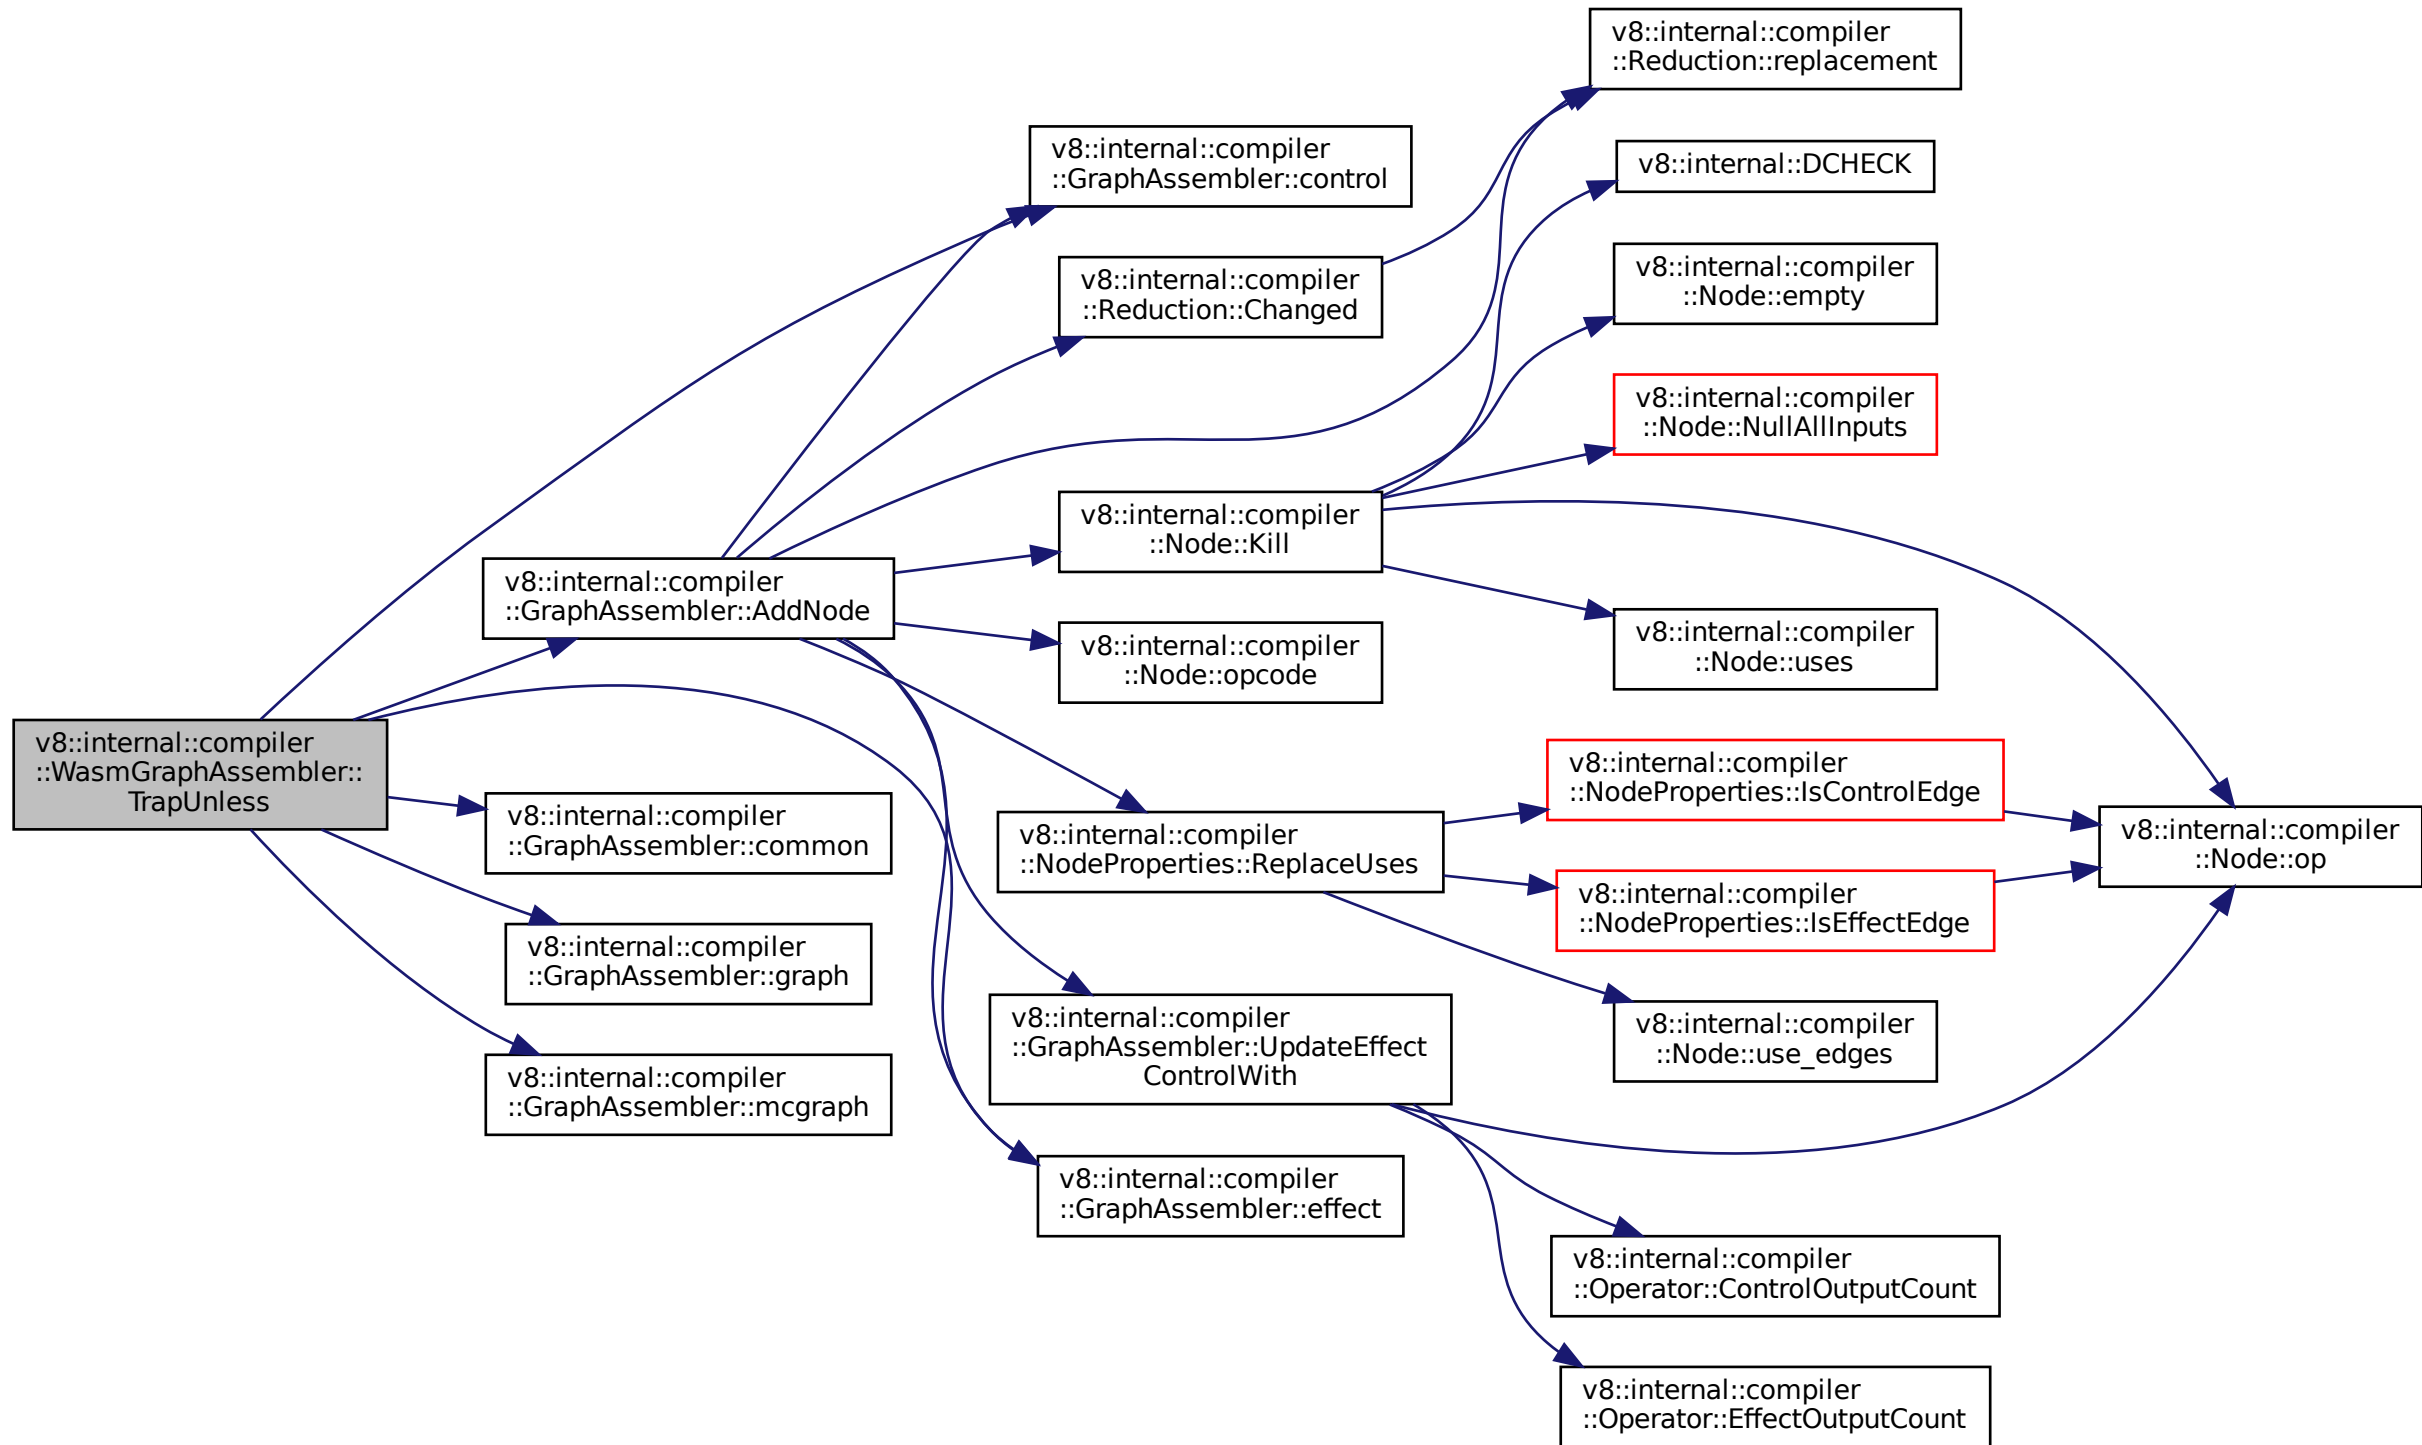 v8::internal::compiler
::WasmGraphAssembler::
TrapUnless
v8::internal::compiler
::GraphAssembler::AddNode
v8::internal::compiler
::GraphAssembler::common
v8::internal::compiler
::GraphAssembler::graph
v8::internal::compiler
::GraphAssembler::mcgraph
v8::internal::compiler
::GraphAssembler::control
v8::internal::compiler
::Reduction::Changed
v8::internal::compiler
::Node::Kill
v8::internal::compiler
::Node::opcode
v8::internal::compiler
::NodeProperties::ReplaceUses
v8::internal::compiler
::GraphAssembler::UpdateEffect
ControlWith
v8::internal::compiler
::GraphAssembler::effect
v8::internal::compiler
::Reduction::replacement
v8::internal::DCHECK
v8::internal::compiler
::Node::empty
v8::internal::compiler
::Node::NullAllInputs
v8::internal::compiler
::Node::uses
v8::internal::compiler
::NodeProperties::IsControlEdge
v8::internal::compiler
::NodeProperties::IsEffectEdge
v8::internal::compiler
::Node::use_edges
v8::internal::compiler
::Operator::ControlOutputCount
v8::internal::compiler
::Operator::EffectOutputCount
v8::internal::compiler
::Node::op